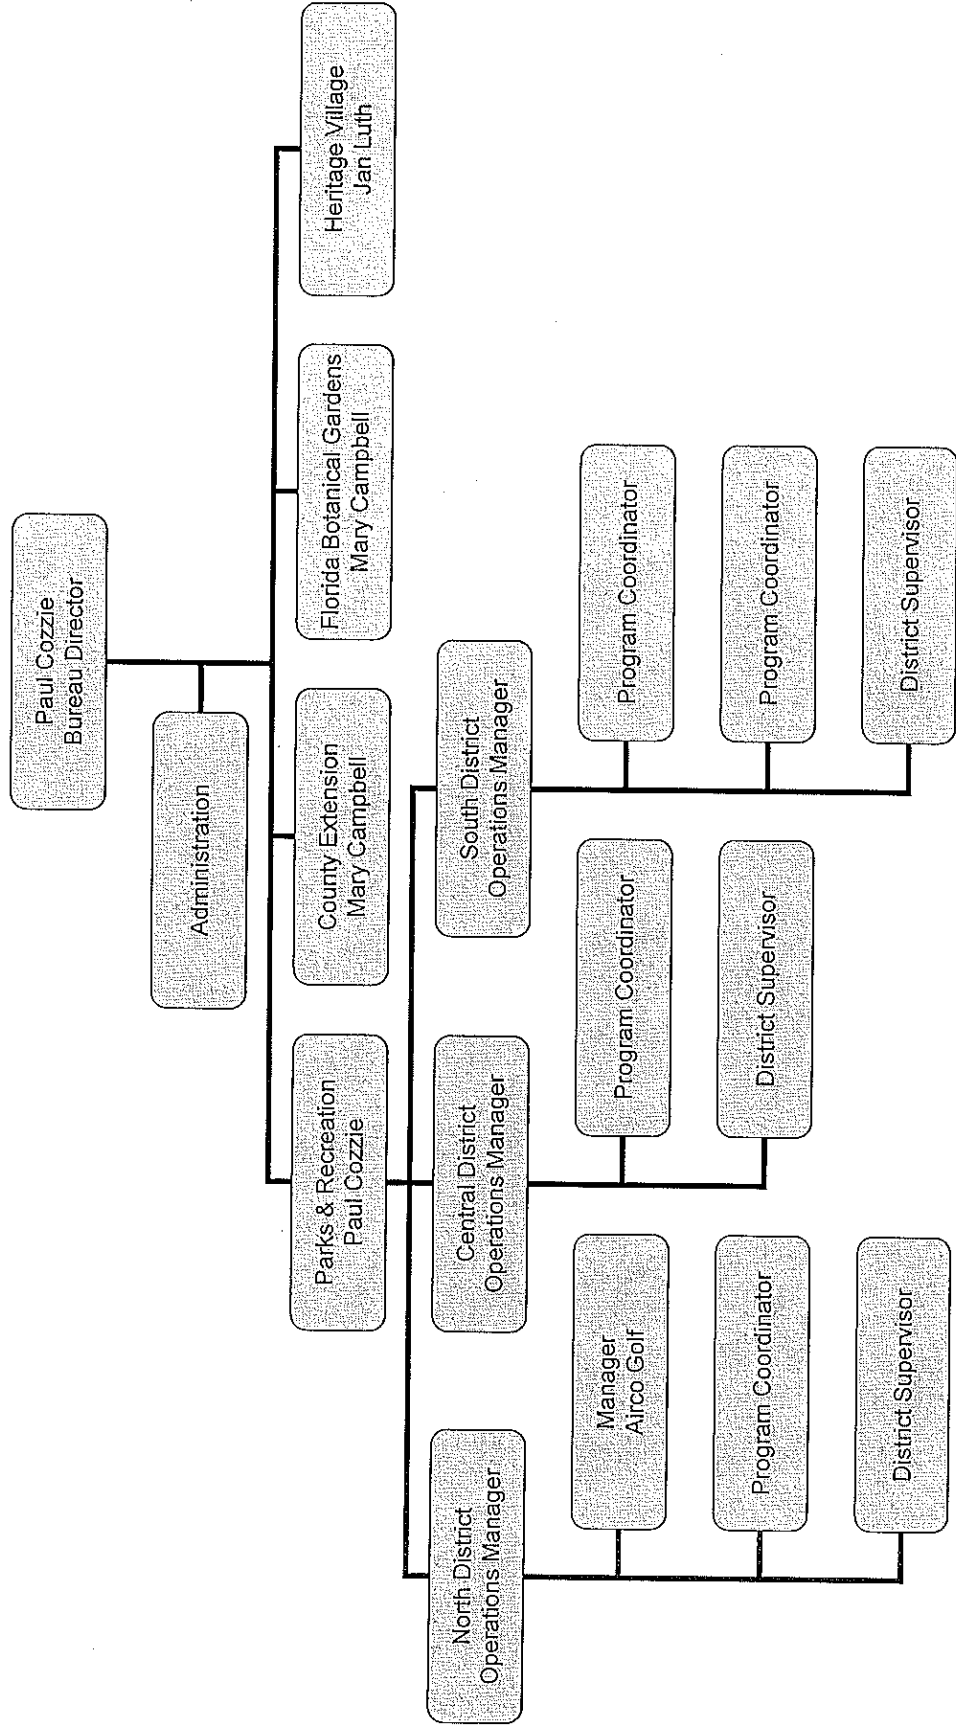 Paul Cozzie
Bureau Director
Administration
Parks & Recreation
Paul Cozzie
County Extension
Mary Campbell
Florida Botanical Gardens
Mary Campbell
Heritage Village
Jan Luth
North District
Operations Manager
Central District
Operations Manager
South District
Operations Manager
Manager
Airco Golf
Program Coordinator
District Supervisor
Program Coordinator
District Supervisor
Program Coordinator
Program Coordinator
District Supervisor